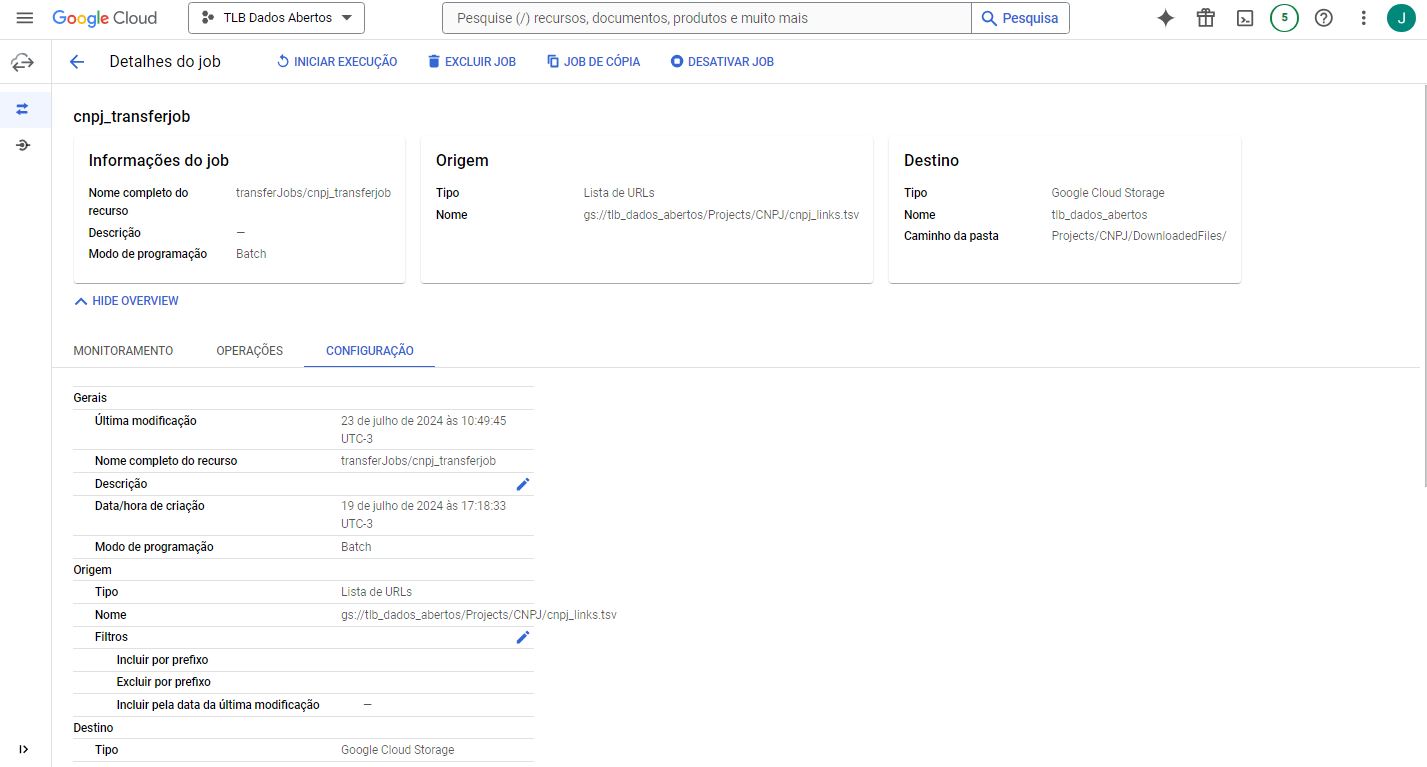 Google Cloud
TLB Dados Abertos
Pesquise (/) recursos, documentos, produtos e muito mais
Pesquisa
5
J
Detalhes do job
INICIAR EXECUÇÃO
EXCLUIR JOB
JOB DE CÓPIA
DESATIVAR JOB
cnpj_transferjob
Informações do job
Nome completo do recurso
transferJobs/cnpj_transferjob
Descrição
—
Modo de programação
Batch
Origem
Tipo
Lista de URLs
Nome
gs://tlb_dados_abertos/Projects/CNPJ/cnpj_links.tsv
Destino
Tipo
Google Cloud Storage
Nome
tlb_dados_abertos
Caminho da pasta
Projects/CNPJ/DownloadedFiles/
HIDE OVERVIEW
MONITORAMENTO
OPERAÇÕES
CONFIGURAÇÃO
Gerais
Última modificação
23 de julho de 2024 às 10:49:45 UTC-3
Nome completo do recurso
transferJobs/cnpj_transferjob
Descrição
Data/hora de criação
19 de julho de 2024 às 17:18:33 UTC-3
Modo de programação
Batch
Origem
Tipo
Lista de URLs
Nome
gs://tlb_dados_abertos/Projects/CNPJ/cnpj_links.tsv
Filtros
Incluir por prefixo
Excluir por prefixo
Incluir pela data da última modificação
—
Destino
Tipo
Google Cloud Storage